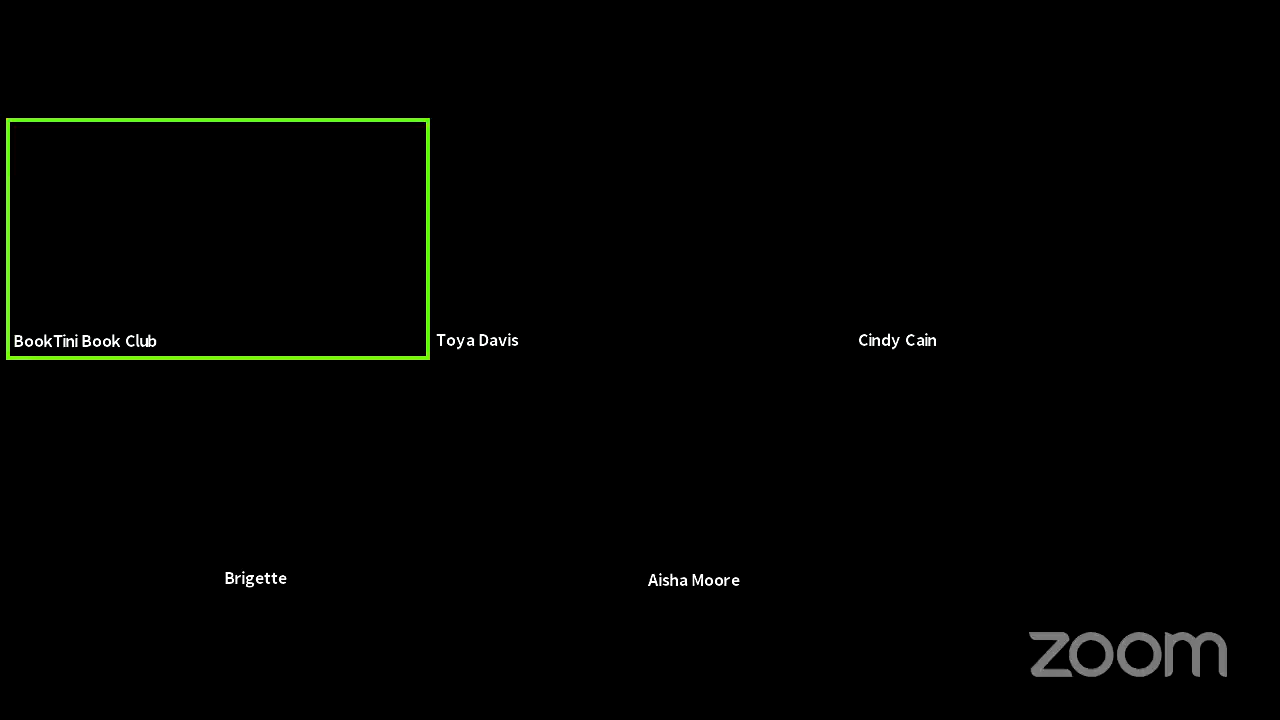 BookTini Book Club
Toya Davis
Cindy Cain
Brigette
Aisha Moore
zoom